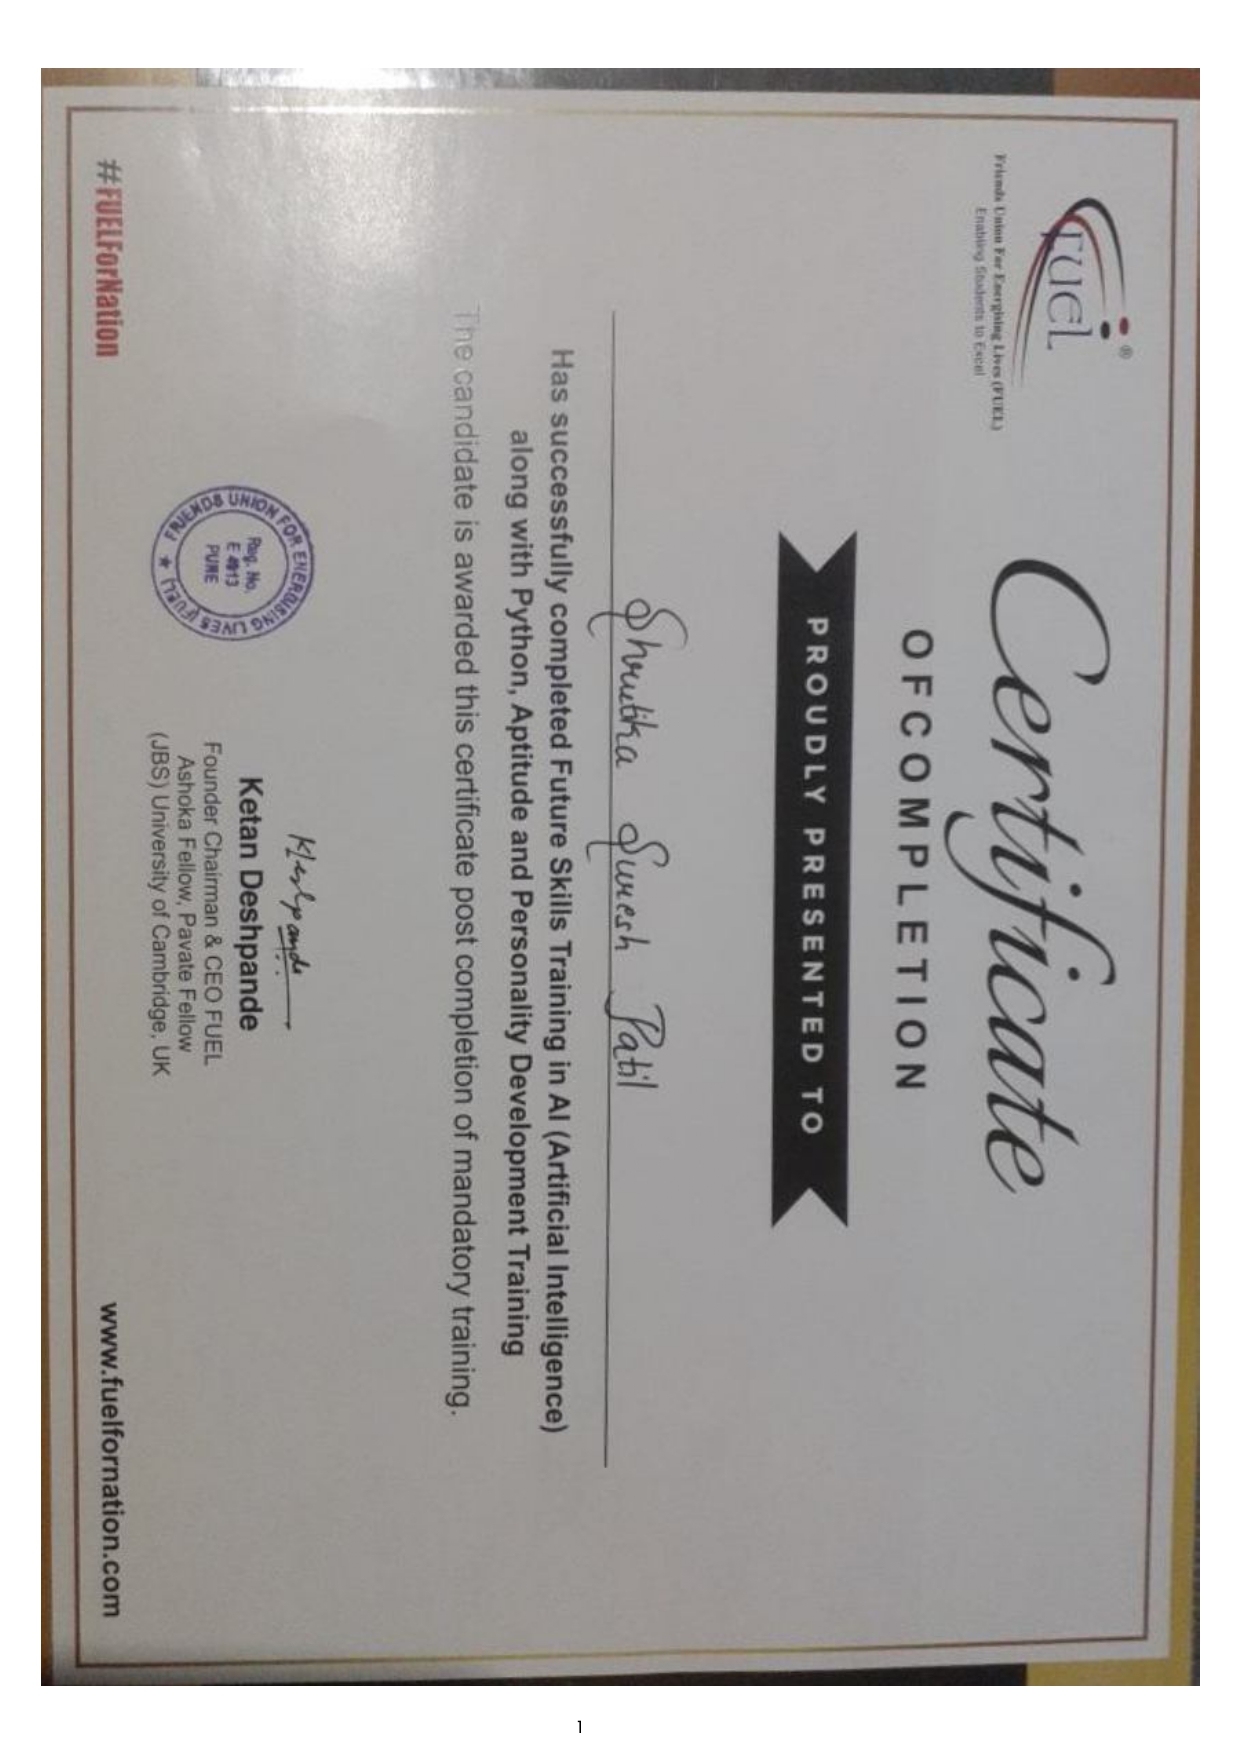 FUEL®
Friends Union For Energising Lives (FUEL)
Enabling Students to Excel
Certificate
OFCOMPLETION
PROUDLY PRESENTED TO
Shrutika Suresh Patil
Has successfully completed Future Skills Training in AI (Artificial Intelligence)
along with Python, Aptitude and Personality Development Training
The candidate is awarded this certificate post completion of mandatory training.
FRIENDS UNION FOR ENERGISING LIVES (FUEL) ★
Reg. No.
E 4913
PUNE
KDeshpande
Ketan Deshpande
Founder Chairman & CEO FUEL
Ashoka Fellow, Pavate Fellow
(JBS) University of Cambridge, UK
#FUELForNation
www.fuelfornation.com
1